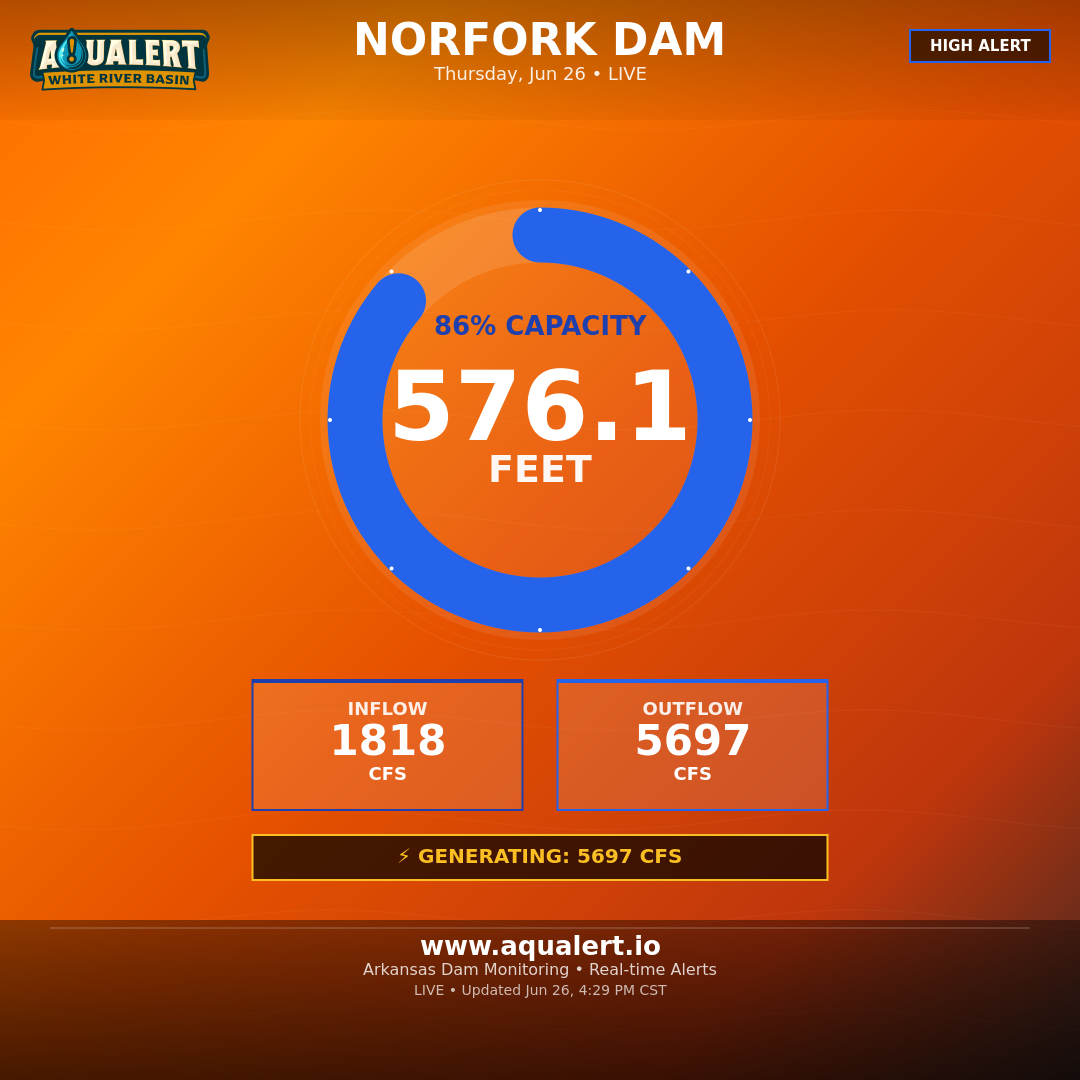 AQUALERT
WHITE RIVER BASIN
NORFORK DAM
Thursday, Jun 26 • LIVE
HIGH ALERT
86% CAPACITY
576.1
FEET
INFLOW
1818
CFS
OUTFLOW
5697
CFS
⚡ GENERATING: 5697 CFS
www.aqualert.io
Arkansas Dam Monitoring • Real-time Alerts
LIVE • Updated Jun 26, 4:29 PM CST